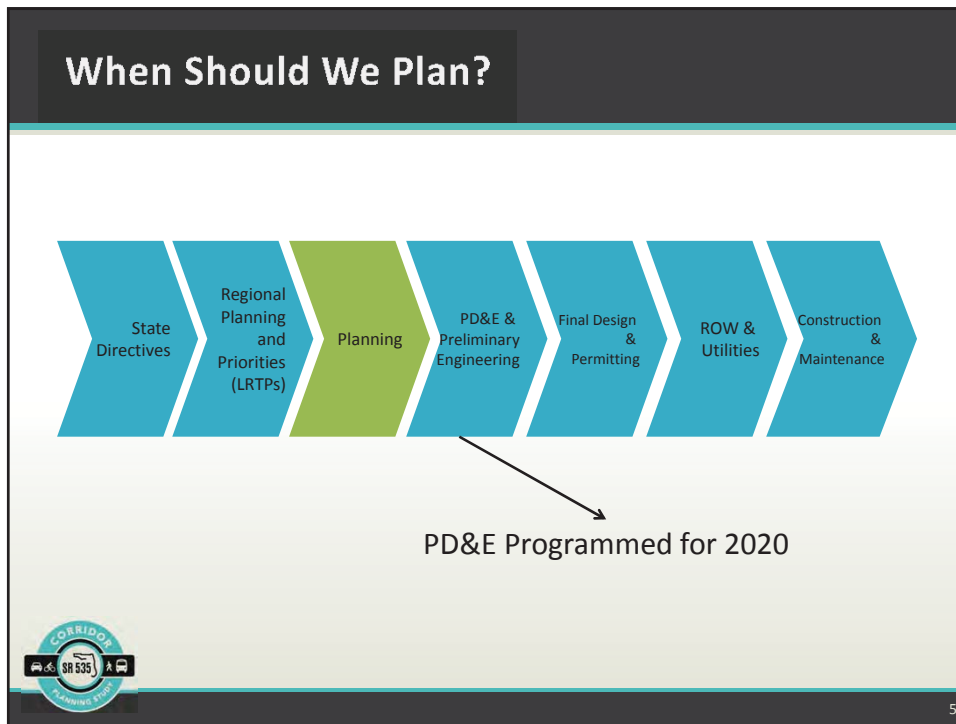 When Should We Plan?
State
Directives
Regional
Planning
and
Priorities
(LRTPs)
Planning
PD&E &
Preliminary
Engineering
Final Design
&
Permitting
ROW &
Utilities
Construction
&
Maintenance
PD&E Programmed for 2020
CORRIDOR
SR 535
PLANNING STUDY
5